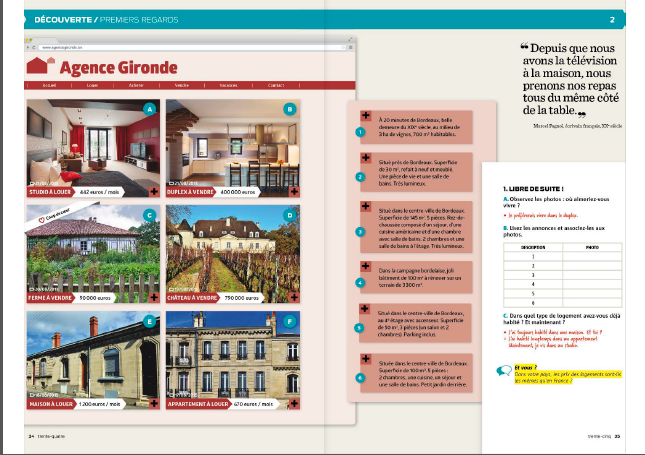 DÉCOUVERTE / PREMIERS REGARDS
2
www.agencegironde.vo
Agence Gironde
Accueil
Louer
Acheter
Vendre
Vacances
Contact
A
STUDIO À LOUER 442 euros / mois
B
DUPLEX À VENDRE 400 000 euros
Coup de cœur
C
FERME À VENDRE 90 000 euros
D
CHÂTEAU À VENDRE 790 000 euros
E
MAISON À LOUER 1 200 euros / mois
F
APPARTEMENT À LOUER 670 euros / mois
1
À 20 minutes de Bordeaux, belle
demeure du XIXe siècle, au milieu de
3 ha de vignes, 700 m² habitables.
2
Situé près de Bordeaux. Superficie
de 30 m², refait à neuf et meublé.
Une pièce de vie et une salle de
bains. Très lumineux.
3
Situé dans le centre ville de Bordeaux.
Superficie de 145 m². 5 pièces. Rez-de-
chaussée composé d'un séjour, d'une
cuisine américaine et d'une chambre
avec salle de bains. 2 chambres et une
salle de bains à l'étage. Très lumineux.
4
Dans la campagne bordelaise, joli
bâtiment de 100 m² à rénover sur un
terrain de 3300 m².
5
Situé dans le centre-ville de Bordeaux,
au 4e étage avec ascenseur. Superficie
de 50 m², 3 pièces (un salon et 2
chambres). Parking inclus.
6
Située dans le centre-ville de Bordeaux.
Superficie de 100 m². 5 pièces :
2 chambres, une cuisine, un séjour et
une salle de bains. Petit jardin derrière.
❝ Depuis que nous
avons la télévision
à la maison, nous
prenons nos repas
tous du même côté
de la table. ❞
Marcel Pagnol, écrivain français, XXe siècle
1. LIBRE DE SUITE !
A. Observez les photos : où aimeriez-vous
vivre ?
• Je préférerais vivre dans le duplex.
B. Lisez les annonces et associez-les aux
photos.
DESCRIPTION PHOTO
1
2
3
4
5
6
C. Dans quel type de logement avez-vous déjà
habité ? Et maintenant ?
• J'ai toujours habité dans une maison. Et toi ?
○ J'ai habité longtemps dans un appartement.
Maintenant, je vis dans un studio.
Et vous ?
Dans votre pays, les prix des logements sont-ils
les mêmes qu'en France ?
34 trente-quatre
trente-cinq 35